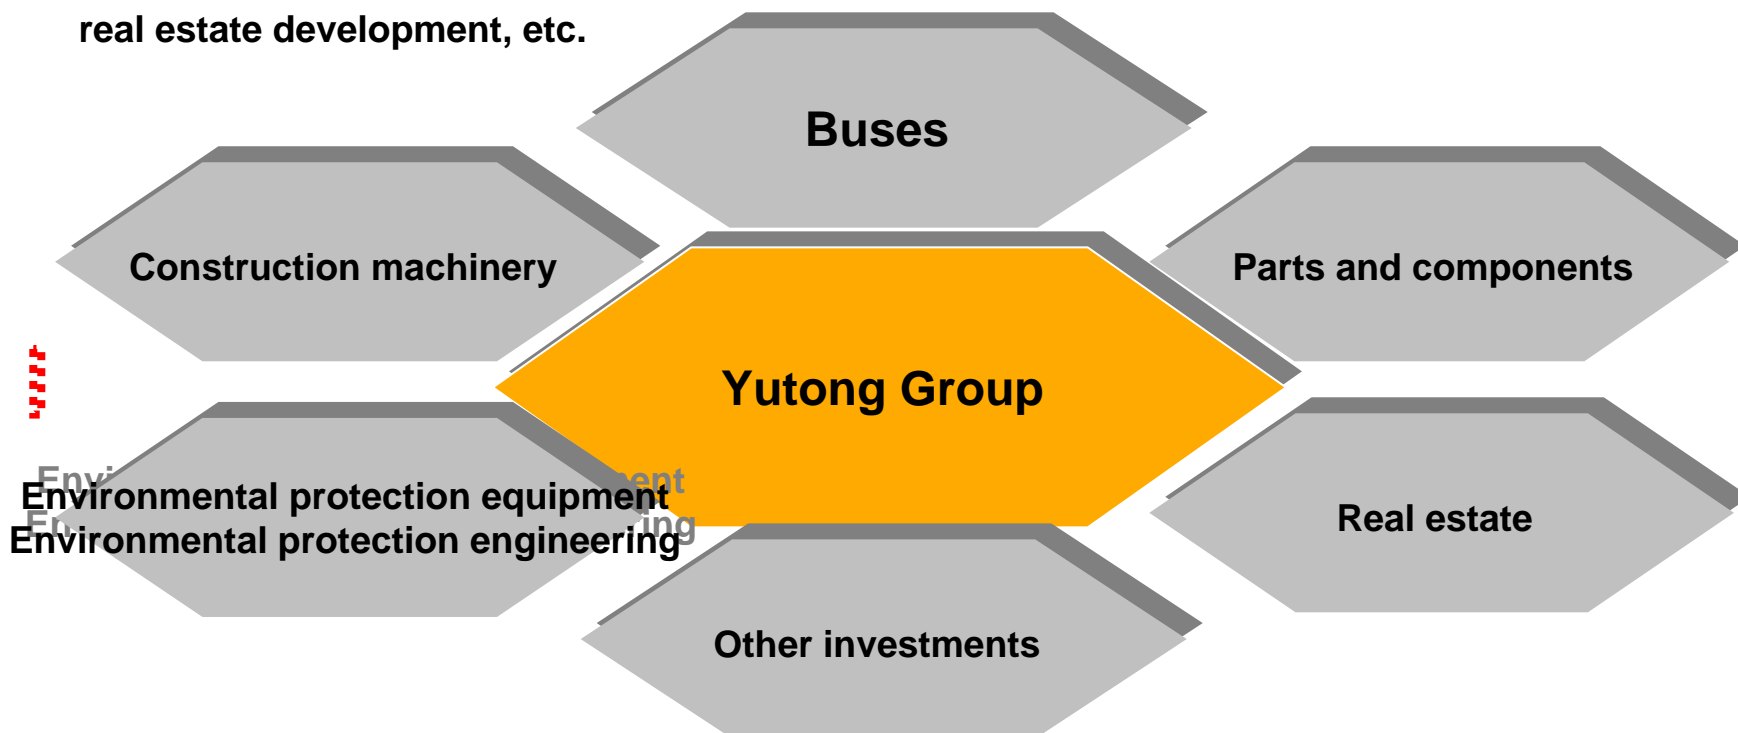 real estate development, etc.
Buses
Construction machinery
Parts and components
Yutong Group
Environmental protection equipment
Environmental protection engineering
Real estate
Other investments